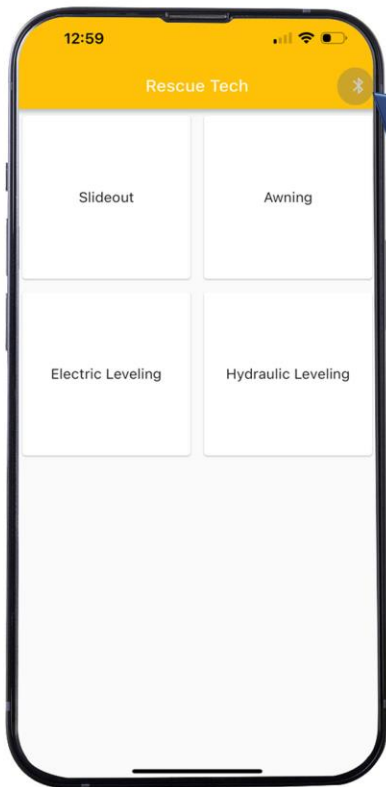 12:59
Rescue Tech
Slideout
Awning
Electric Leveling
Hydraulic Leveling